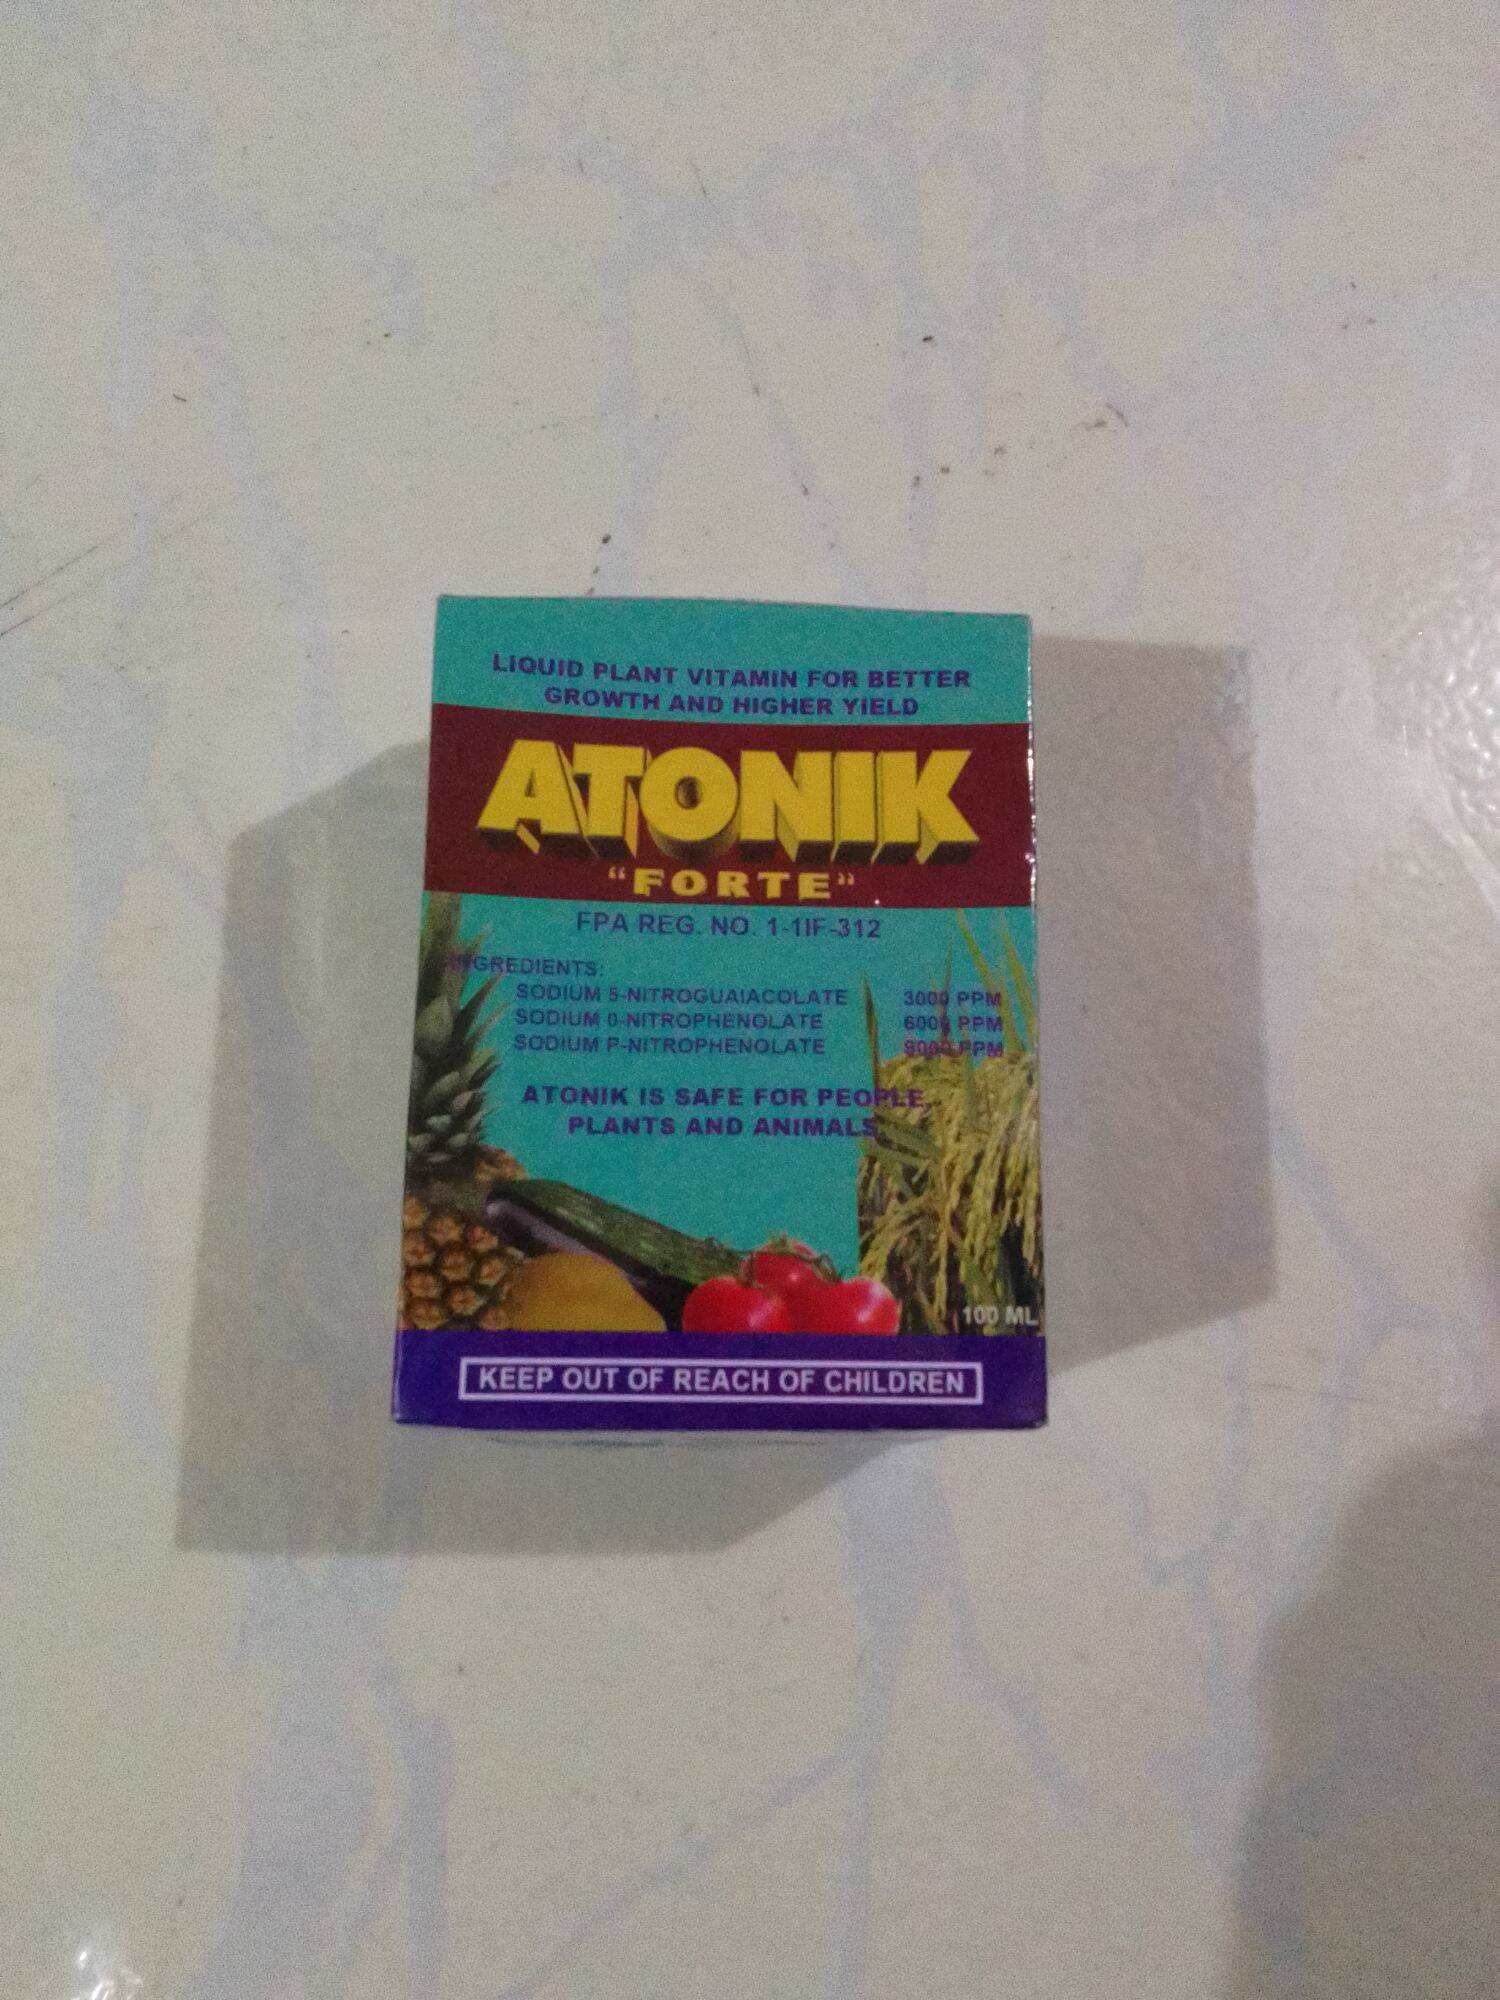 LIQUID PLANT VITAMIN FOR BETTER
GROWTH AND HIGHER YIELD
ATONIK
“FORTE”
FPA REG. NO. 1-1IF-312
INGREDIENTS:
SODIUM 5-NITROGUAIACOLATE 3000 PPM
SODIUM 0-NITROPHENOLATE 6000 PPM
SODIUM P-NITROPHENOLATE 9000 PPM
ATONIK IS SAFE FOR PEOPLE,
PLANTS AND ANIMALS.
100 ML
KEEP OUT OF REACH OF CHILDREN